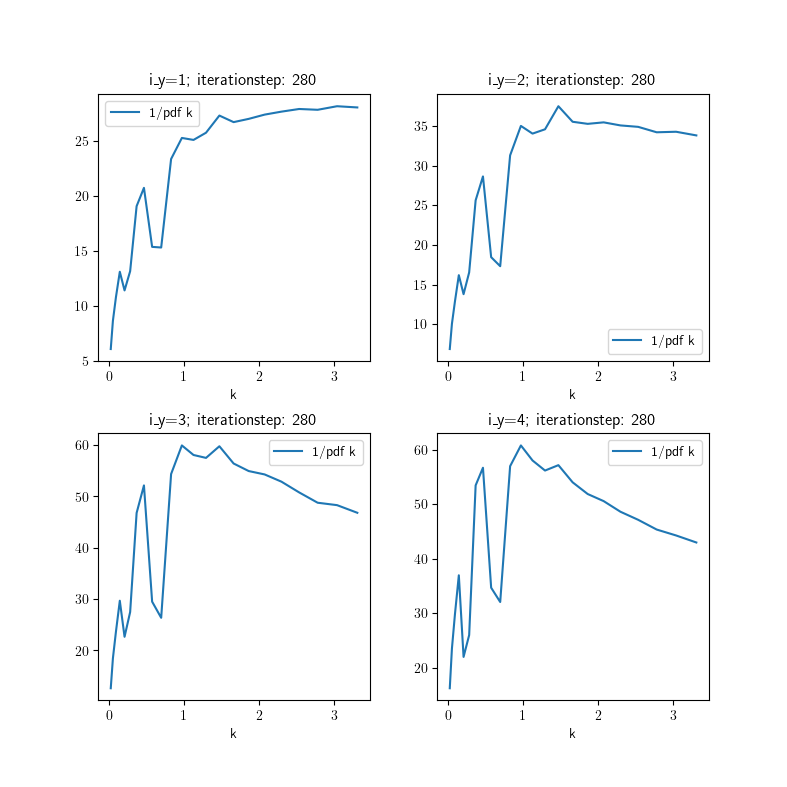 i_y=1; iterationstep: 280
1/pdf k
25
20
15
10
5
0 1 2 3
k
i_y=2; iterationstep: 280
35
30
25
20
15
10
1/pdf k
0 1 2 3
k
i_y=3; iterationstep: 280
1/pdf k
60
50
40
30
20
0 1 2 3
k
i_y=4; iterationstep: 280
1/pdf k
60
50
40
30
20
0 1 2 3
k